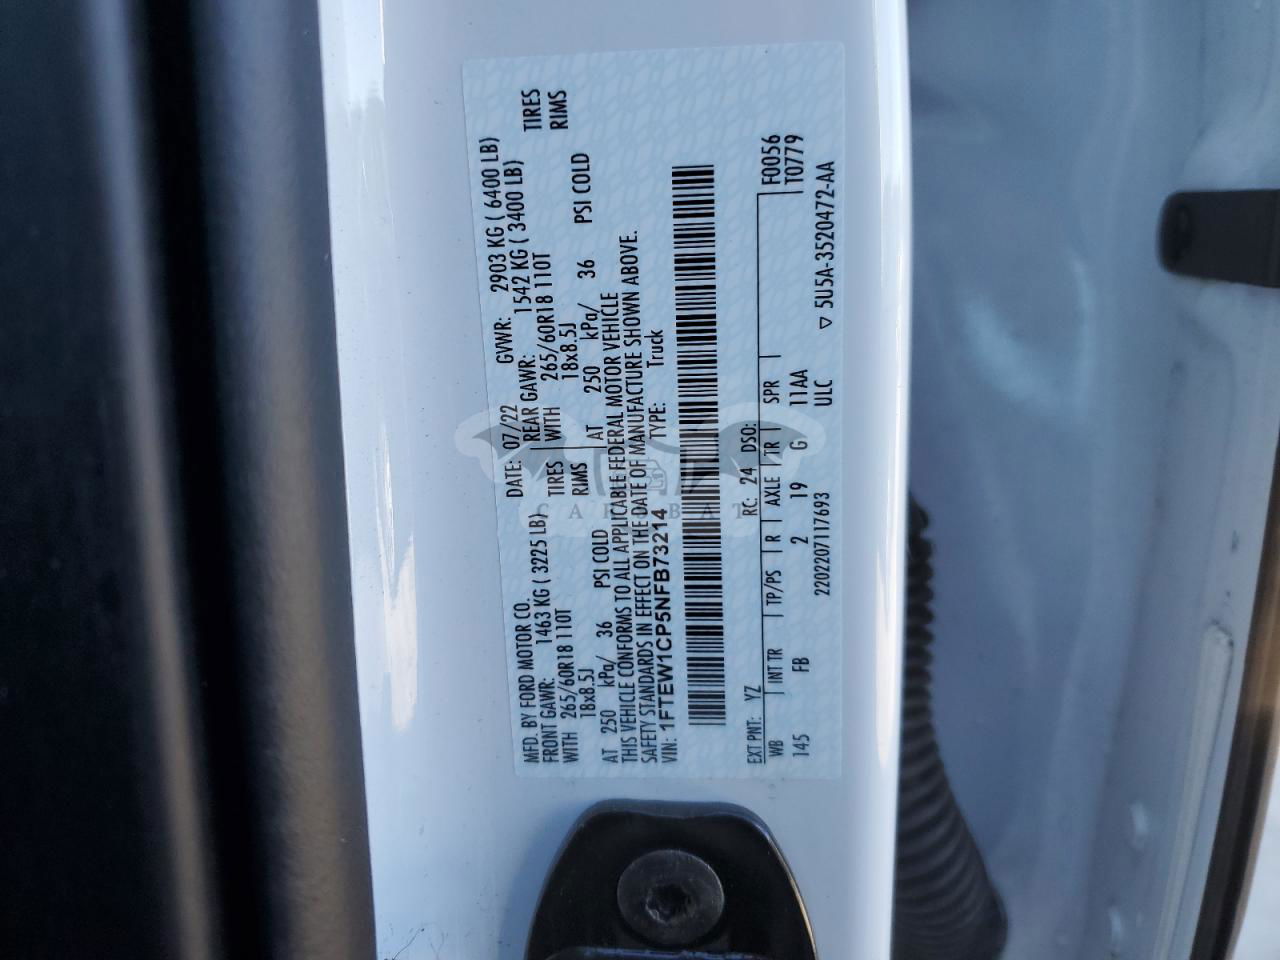 MFD. BY FORD MOTOR CO.
DATE: 07/22 GVWR: 2903 KG ( 6400 LB)
FRONT GAWR: 1463 KG ( 3225 LB) REAR GAWR: 1542 KG ( 3400 LB)
WITH 265/60R18 110T TIRES WITH 265/60R18 110T TIRES
18x8.5J RIMS 18x8.5J RIMS
AT 250 kPa/ 36 PSI COLD AT 250 kPa/ 36 PSI COLD
THIS VEHICLE CONFORMS TO ALL APPLICABLE FEDERAL MOTOR VEHICLE
SAFETY STANDARDS IN EFFECT ON THE DATE OF MANUFACTURE SHOWN ABOVE.
VIN: 1FTEW1CP5NFB73214 TYPE: Truck
EXT PNT: YZ RC: 24 DSO: F0056
WB INT TR TP/PS R AXLE TR SPR T0779
145 FB 2 19 G 11AA
2202207117693 ULC ▽ 5U5A-3520472-AA
CARSBAT